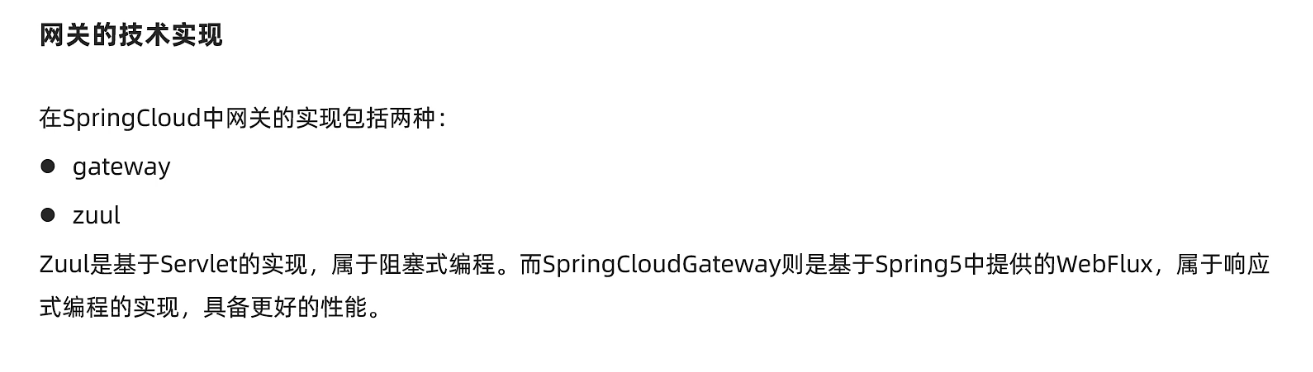 网关的技术实现
在SpringCloud中网关的实现包括两种：
● gateway
● zuul
Zuul是基于Servlet的实现，属于阻塞式编程。而SpringCloudGateway则是基于Spring5中提供的WebFlux，属于响应
式编程的实现，具备更好的性能。